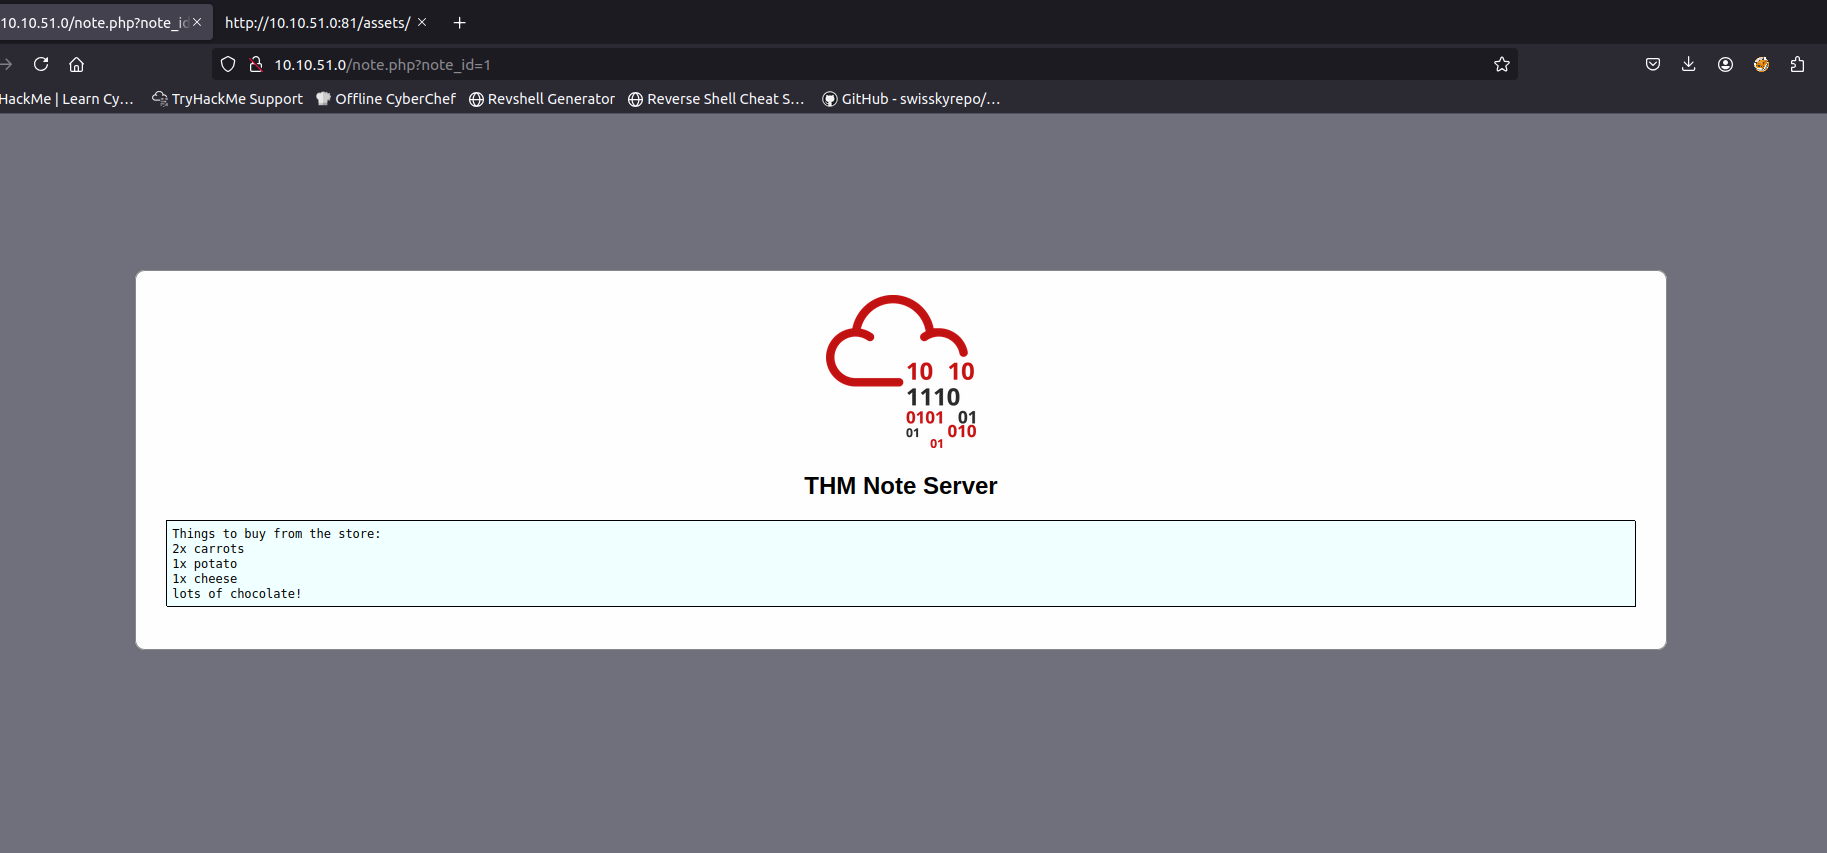 10.10.51.0/note.php?note_id
http://10.10.51.0:81/assets/
10.10.51.0/note.php?note_id=1
HackMe | Learn Cy… TryHackMe Support Offline CyberChef Revshell Generator Reverse Shell Cheat S… GitHub - swisskyrepo/…
10 10
1110
0101 01
01 010
01
THM Note Server
Things to buy from the store:
2x carrots
1x potato
1x cheese
lots of chocolate!